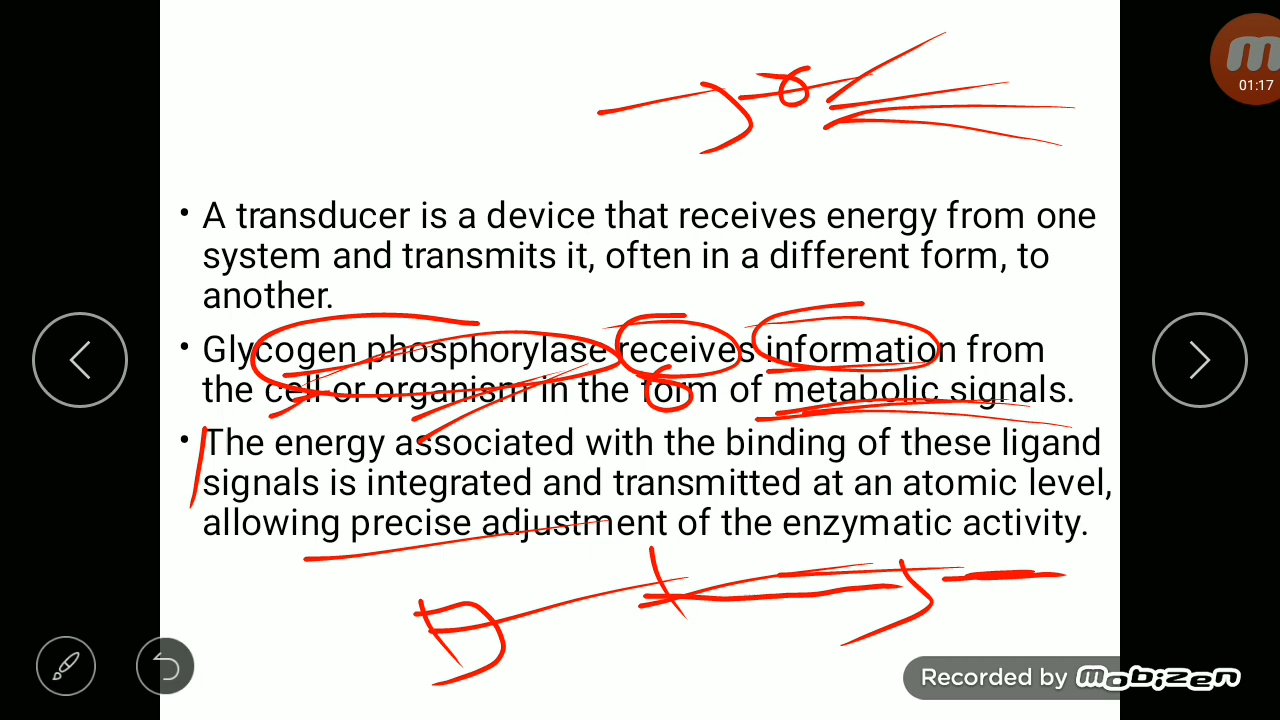 01:17
• A transducer is a device that receives energy from one
system and transmits it, often in a different form, to
another.
• Glycogen phosphorylase receives information from
the cell or organism in the form of metabolic signals.
• The energy associated with the binding of these ligand
signals is integrated and transmitted at an atomic level,
allowing precise adjustment of the enzymatic activity.
Recorded by mobizen